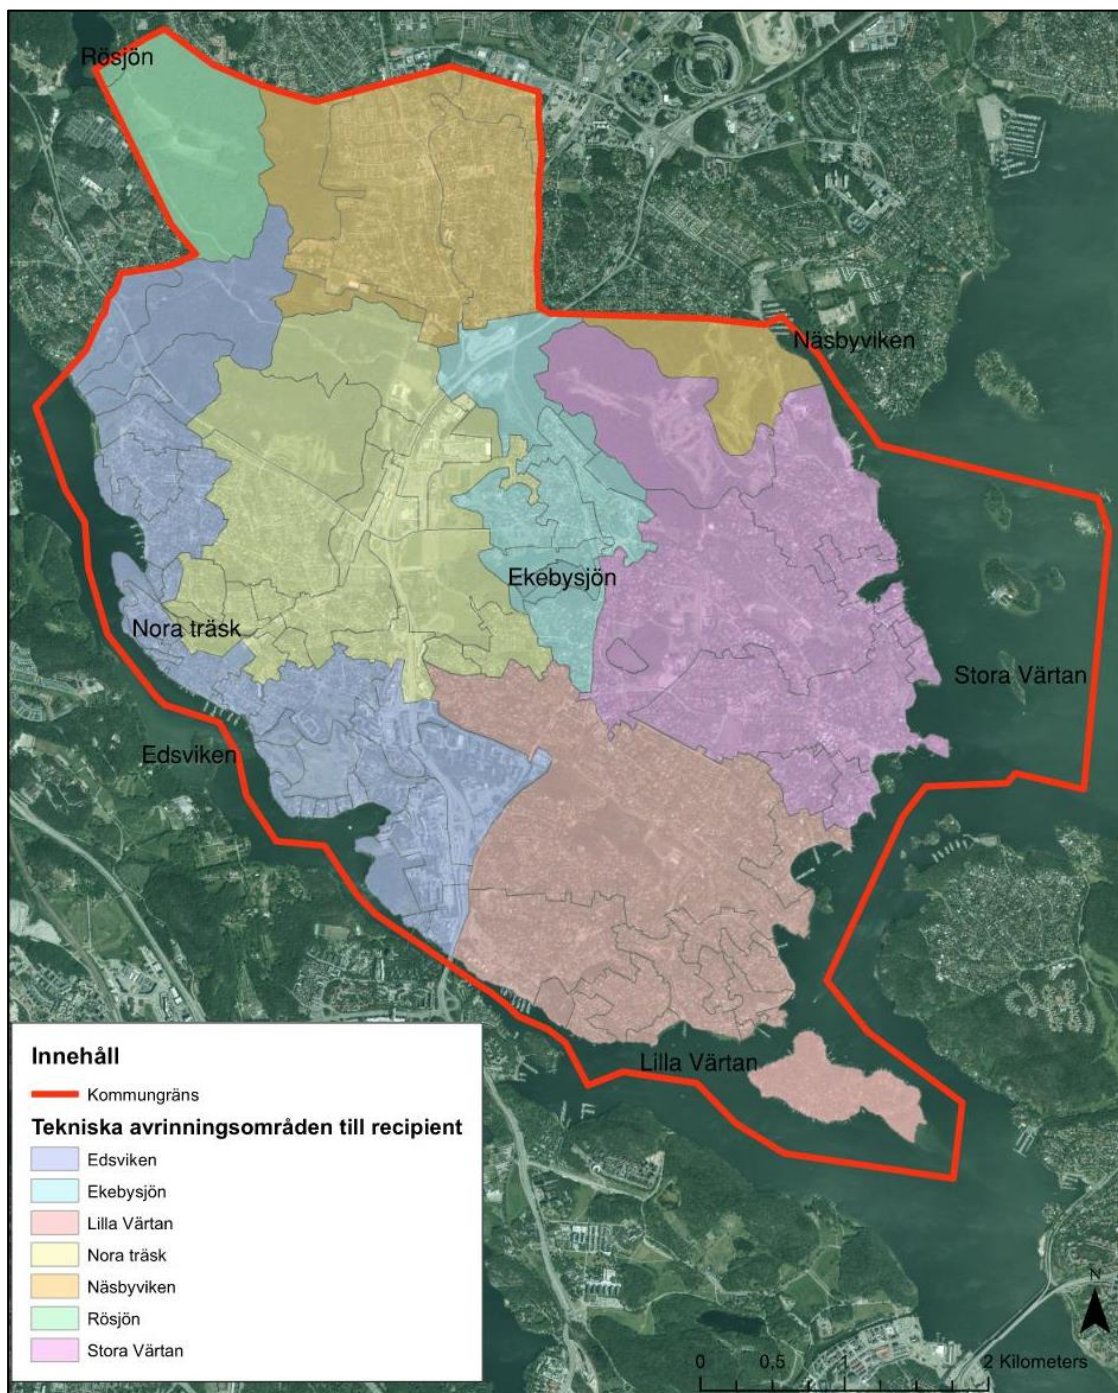 Rösjön
Näsbyviken
Ekebysjön
Nora träsk
Stora Värtan
Edsviken
Lilla Värtan
Innehåll
Kommungräns
Tekniska avrinningsområden till recipient
Edsviken
Ekebysjön
Lilla Värtan
Nora träsk
Näsbyviken
Rösjön
Stora Värtan
N
0 0,5 1 2 Kilometers